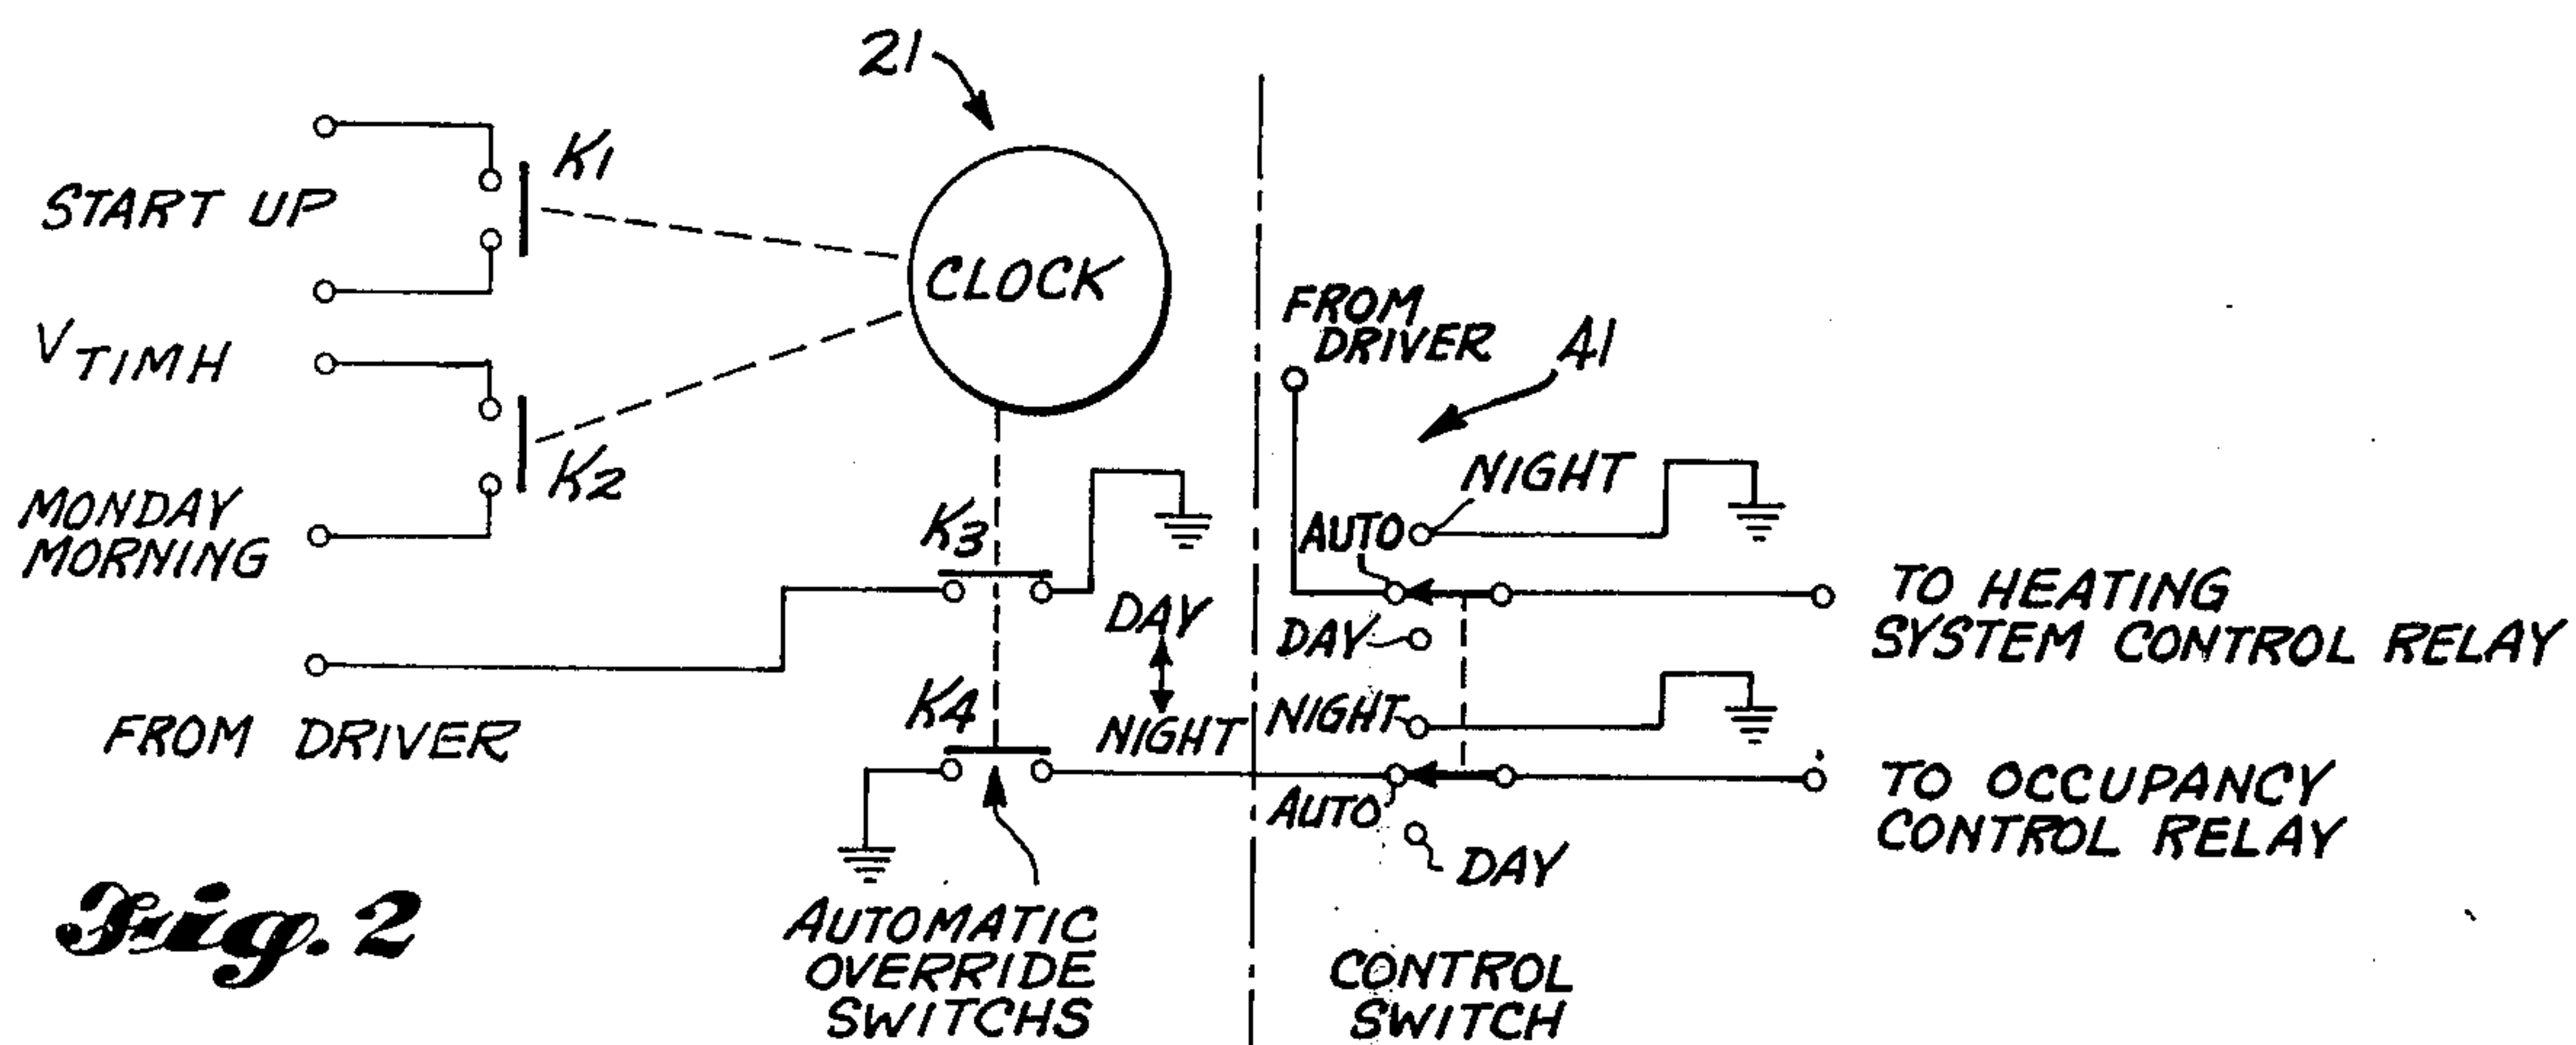 21
K1
START UP
CLOCK
V TIMH
K2
MONDAY
MORNING
FROM DRIVER
K3
DAY
NIGHT
K4
AUTOMATIC
OVERRIDE
SWITCHS
FROM
DRIVER
41
NIGHT
AUTO
DAY
TO HEATING
SYSTEM CONTROL RELAY
NIGHT
AUTO
DAY
TO OCCUPANCY
CONTROL RELAY
CONTROL
SWITCH
Fig. 2